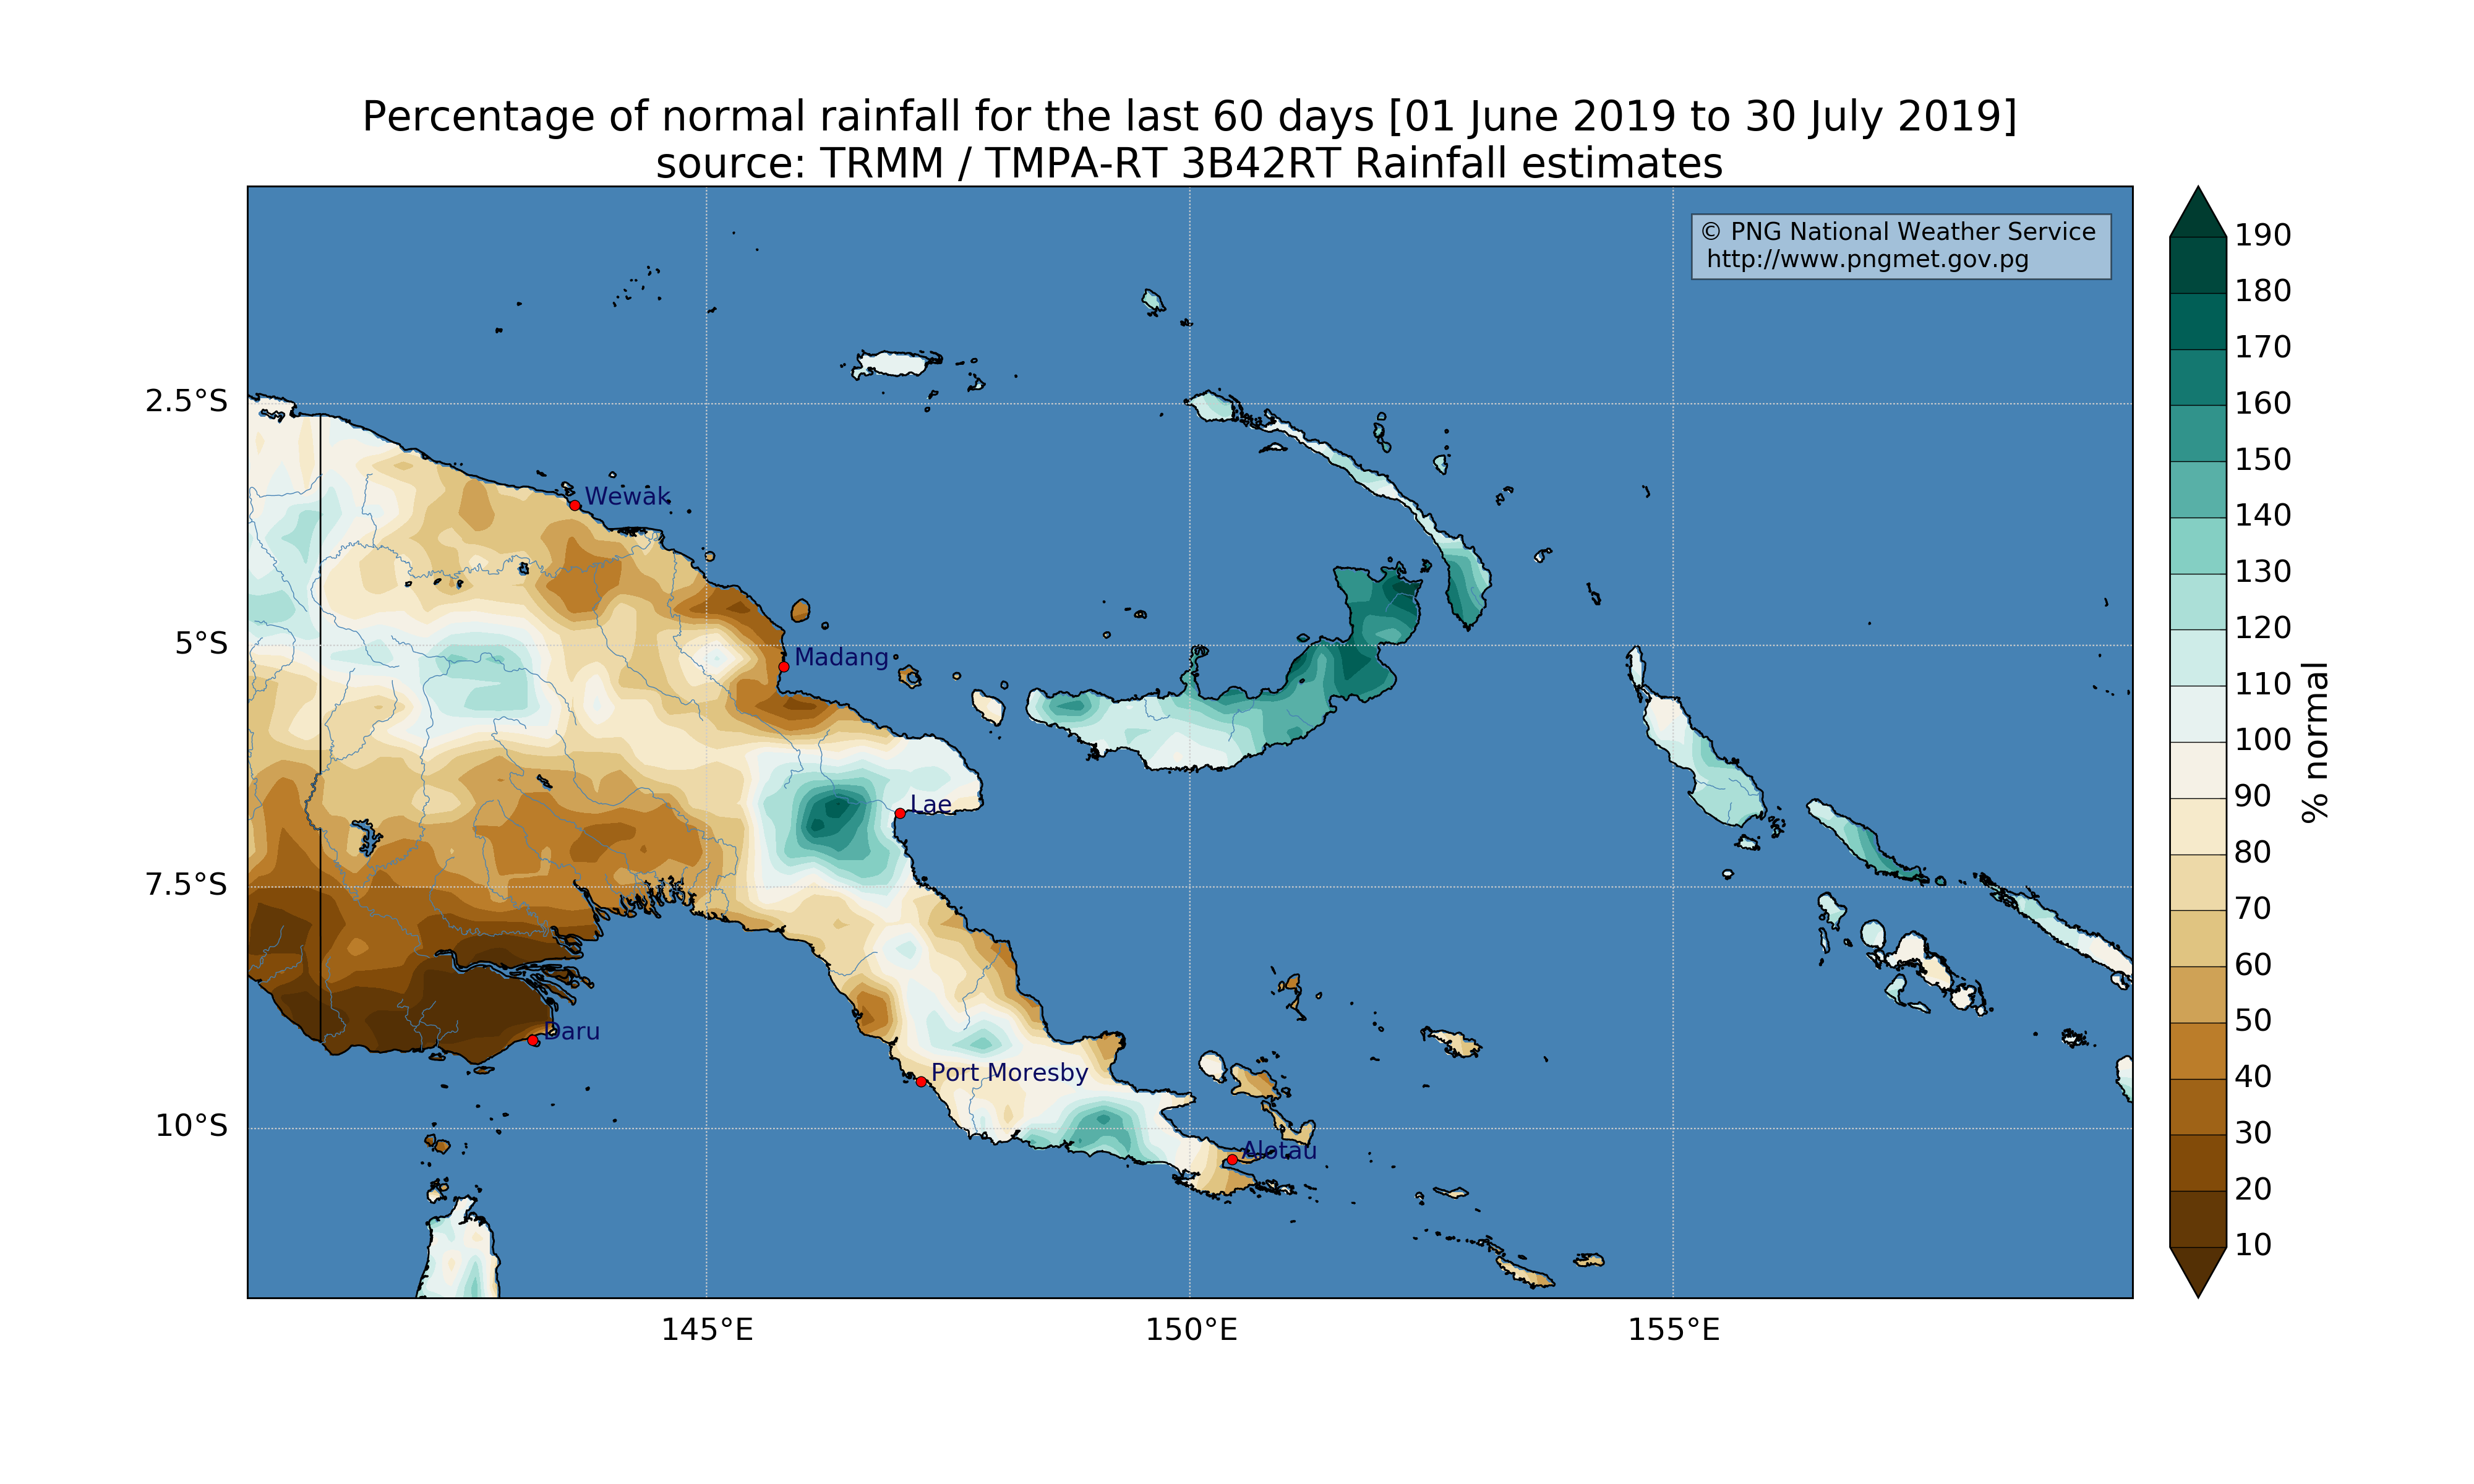 Percentage of normal rainfall for the last 60 days [01 June 2019 to 30 July 2019]
source: TRMM / TMPA-RT 3B42RT Rainfall estimates
© PNG National Weather Service
http://www.pngmet.gov.pg
2.5°S
5°S
7.5°S
10°S
145°E
150°E
155°E
Wewak
Madang
Lae
Daru
Port Moresby
Alotau
190
180
170
160
150
140
130
120
110
100
90
80
70
60
50
40
30
20
10
% normal